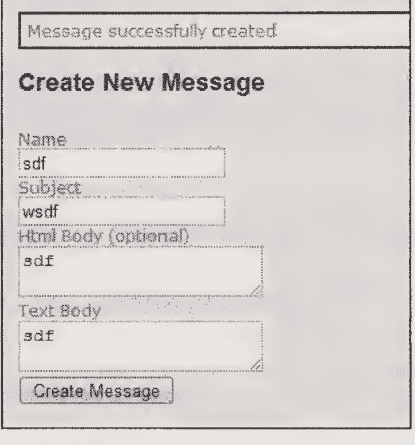 Message successfully created
Create New Message
Name
sdf
Subject
wsdf
Html Body (optional)
sdf
Text Body
sdf
Create Message